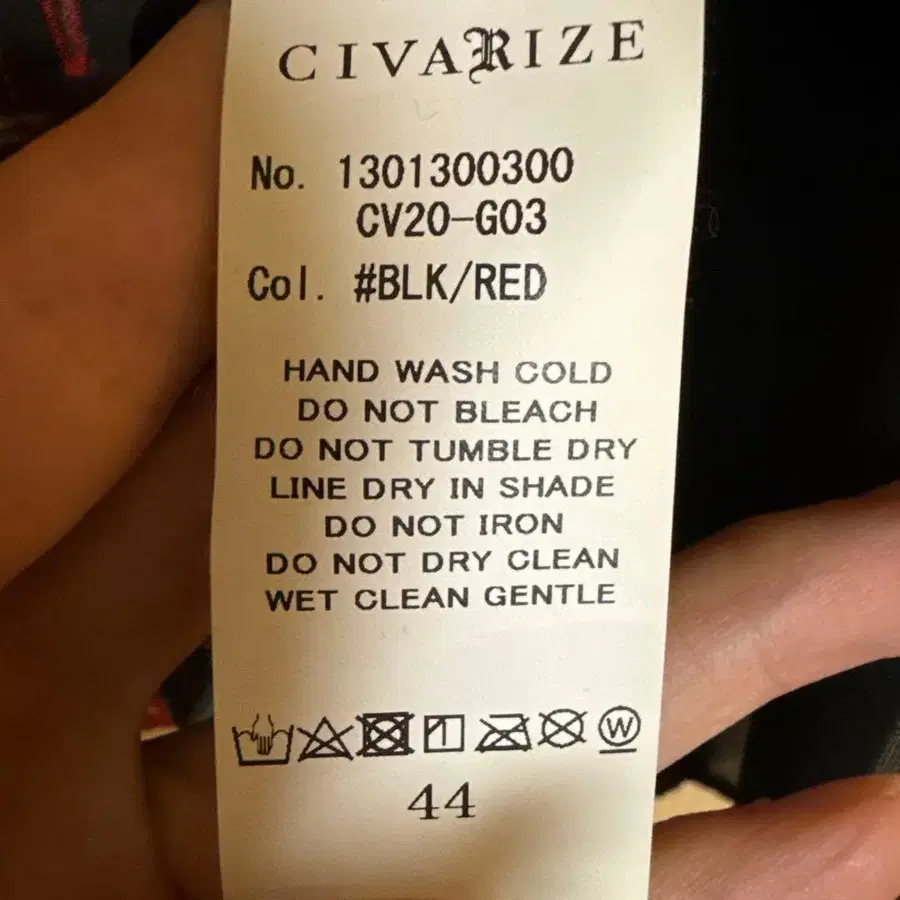 CIVARIZE
No. 1301300300
CV20-G03
Col. #BLK/RED
HAND WASH COLD
DO NOT BLEACH
DO NOT TUMBLE DRY
LINE DRY IN SHADE
DO NOT IRON
DO NOT DRY CLEAN
WET CLEAN GENTLE
W
44